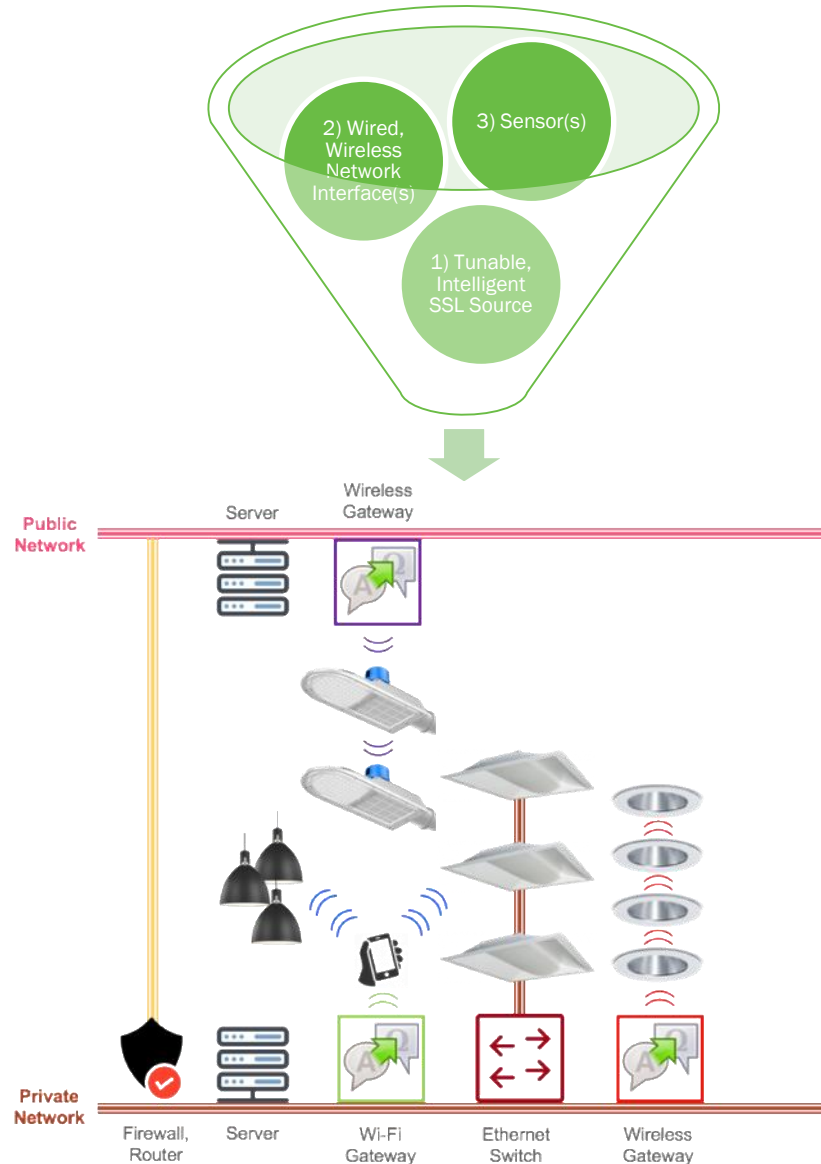 2) Wired,
Wireless
Network
Interface(s)
3) Sensor(s)
1) Tunable,
Intelligent
SSL Source
Server
Wireless
Gateway
Public
Network
A Ω
A Ω
A Ω
Private
Network
Firewall,
Router
Server
Wi-Fi
Gateway
Ethernet
Switch
Wireless
Gateway